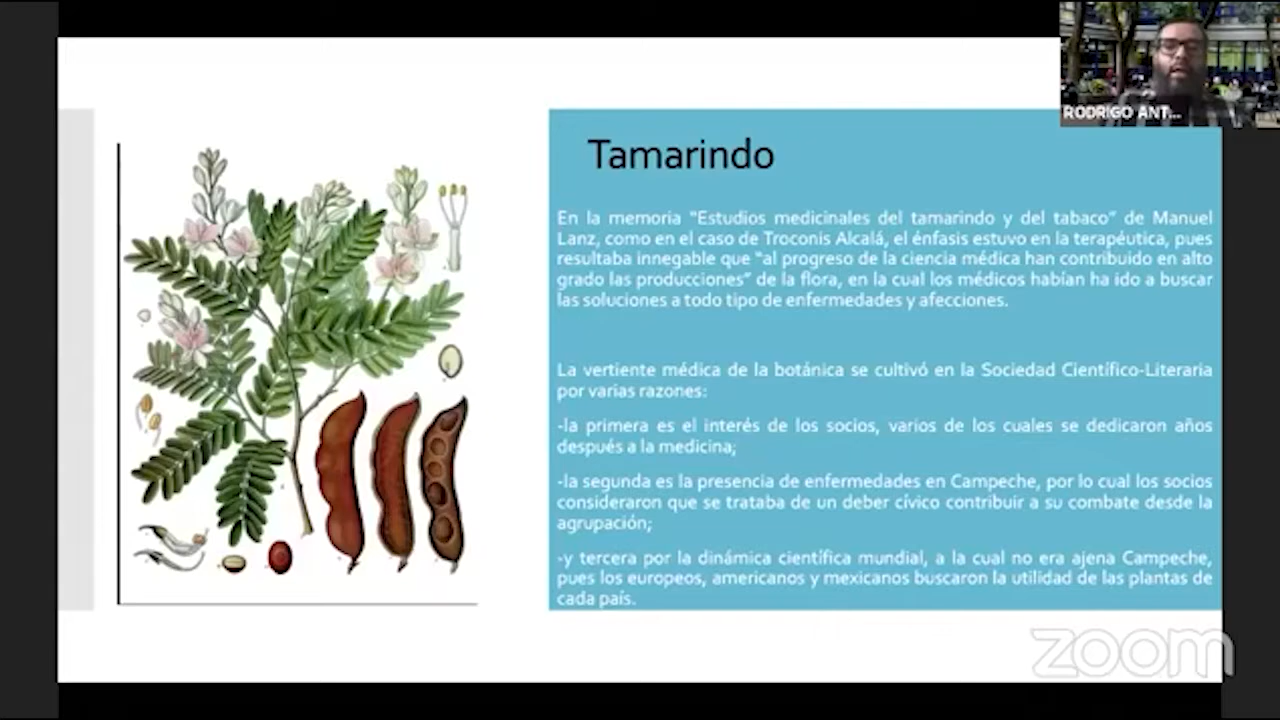 RODRIGO ANT...
Tamarindo
En la memoria “Estudios medicinales del tamarindo y del tabaco” de Manuel
Lanz, como en el caso de Troconis Alcalá, el énfasis estuvo en la terapéutica, pues
resultaba innegable que “al progreso de la ciencia médica han contribuido en alto
grado las producciones” de la flora, en la cual los médicos habían ha ido a buscar
las soluciones a todo tipo de enfermedades y afecciones.
La vertiente médica de la botánica se cultivó en la Sociedad Científico-Literaria
por varias razones:
-la primera es el interés de los socios, varios de los cuales se dedicaron años
después a la medicina;
-la segunda es la presencia de enfermedades en Campeche, por lo cual los socios
consideraron que se trataba de un deber cívico contribuir a su combate desde la
agrupación;
-y tercera por la dinámica científica mundial, a la cual no era ajena Campeche,
pues los europeos, americanos y mexicanos buscaron la utilidad de las plantas de
cada país.
zoom